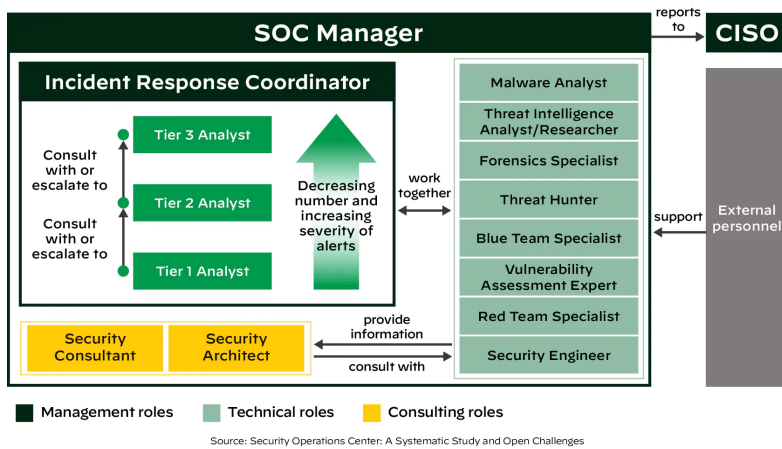 SOC Manager
reports
to
CISO
Incident Response Coordinator
Tier 3 Analyst
Consult
with or
escalate to
Tier 2 Analyst
Consult
with or
escalate to
Tier 1 Analyst
Decreasing
number and
increasing
severity of
alerts
work
together
Malware Analyst
Threat Intelligence
Analyst/Researcher
Forensics Specialist
Threat Hunter
Blue Team Specialist
Vulnerability
Assessment Expert
Red Team Specialist
Security Engineer
support
External
personnel
Security
Consultant
Security
Architect
provide
information
consult with
Management roles
Technical roles
Consulting roles
Source: Security Operations Center: A Systematic Study and Open Challenges